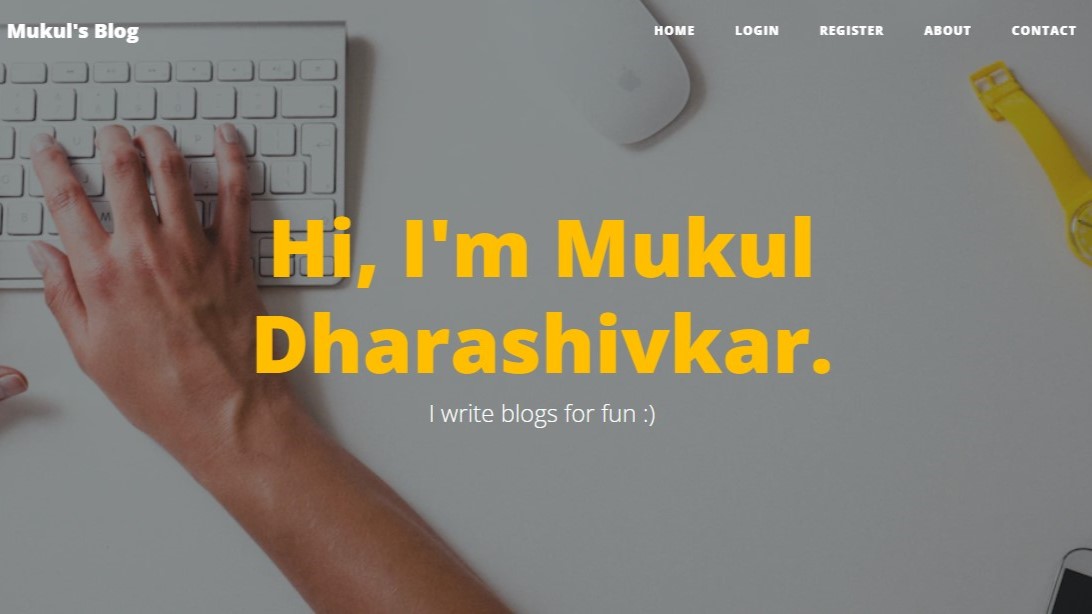 Mukul's Blog
HOME LOGIN REGISTER ABOUT CONTACT
Hi, I'm Mukul
Dharashivkar.
I write blogs for fun :)